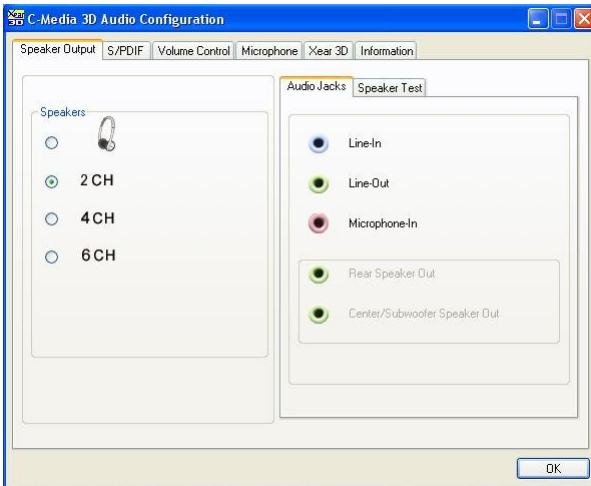 Xear 3D C-Media 3D Audio Configuration
Speaker Output S/PDIF Volume Control Microphone Xear 3D Information
Audio Jacks Speaker Test
Speakers
2 CH
4 CH
6 CH
Line-In
Line-Out
Microphone-In
Rear Speaker Out
Center/Subwoofer Speaker Out
OK